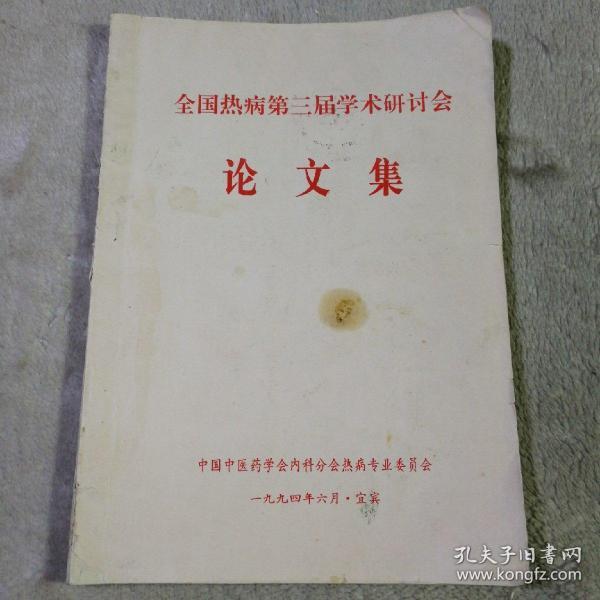 全国热病第三届学术研讨会
论文集
中国中医药学会内科分会热病专业委员会
一九九四年六月·宜宾
孔夫子旧书网
www.kongfz.com